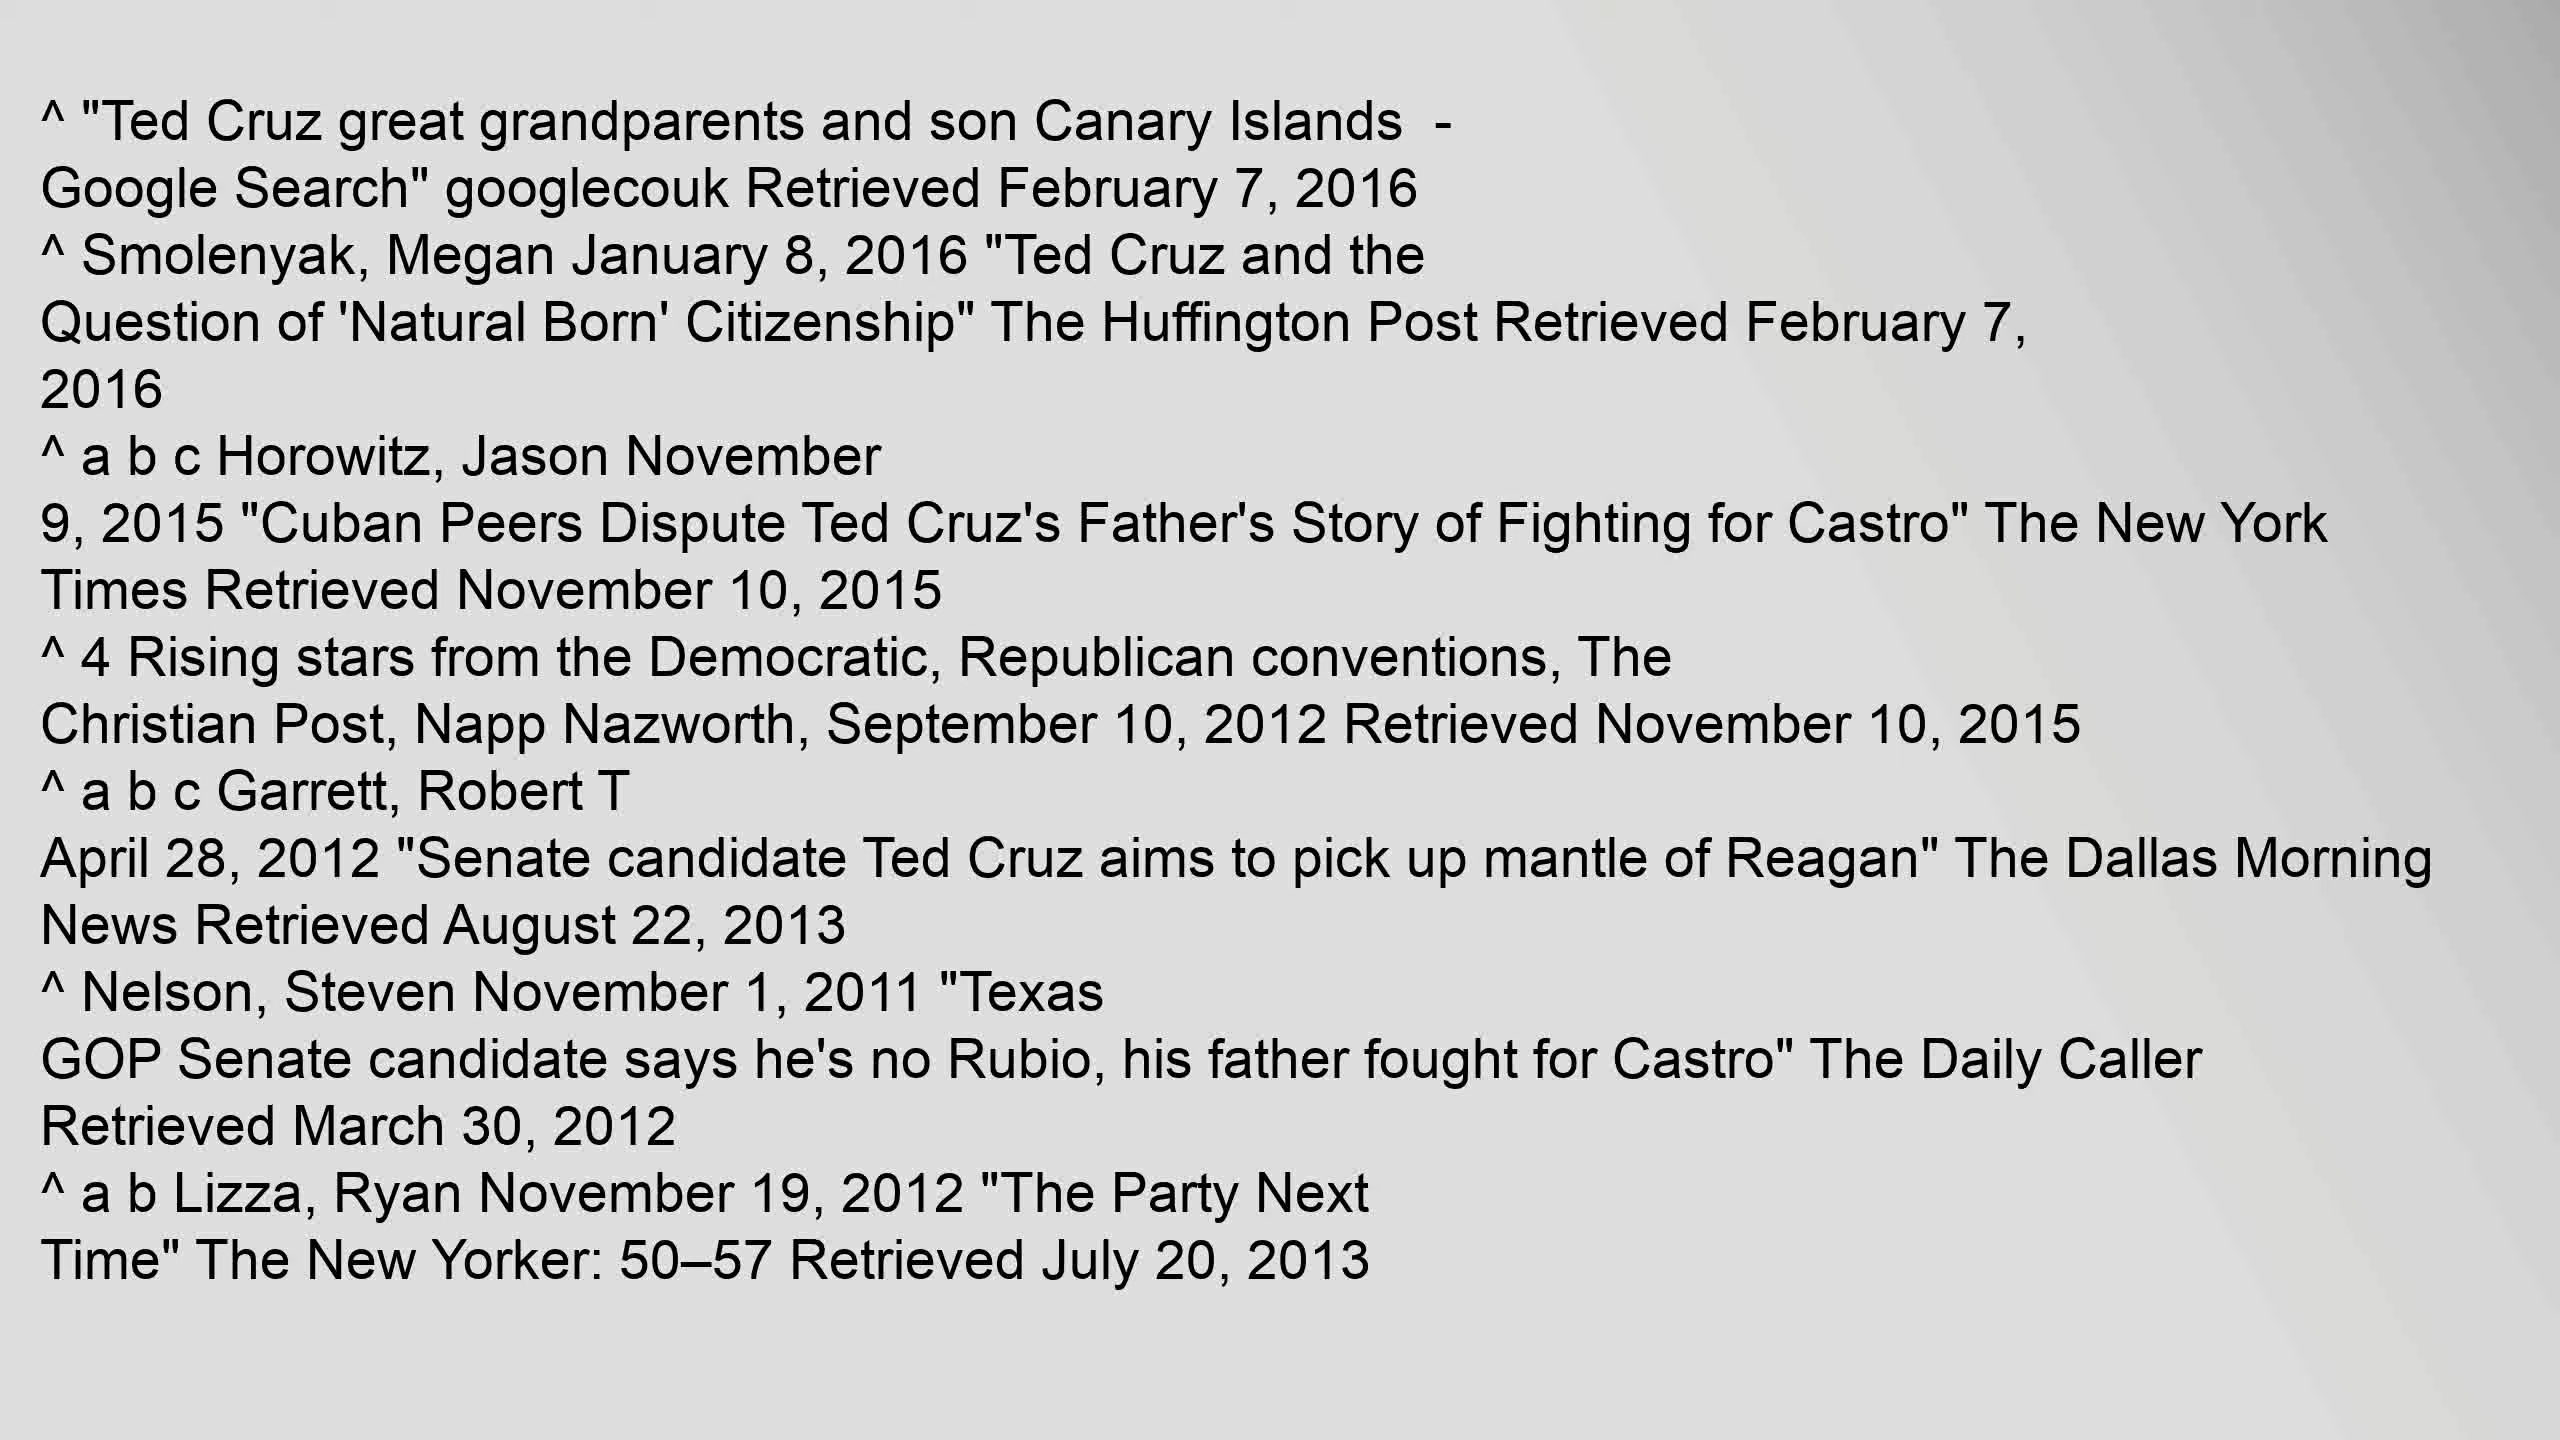 ^ "Ted Cruz great grandparents and son Canary Islands  -
Google Search" googlecouk Retrieved February 7, 2016
^ Smolenyak, Megan January 8, 2016 "Ted Cruz and the
Question of 'Natural Born' Citizenship" The Huffington Post Retrieved February 7,
2016
^ a b c Horowitz, Jason November
9, 2015 "Cuban Peers Dispute Ted Cruz's Father's Story of Fighting for Castro" The New York
Times Retrieved November 10, 2015
^ 4 Rising stars from the Democratic, Republican conventions, The
Christian Post, Napp Nazworth, September 10, 2012 Retrieved November 10, 2015
^ a b c Garrett, Robert T
April 28, 2012 "Senate candidate Ted Cruz aims to pick up mantle of Reagan" The Dallas Morning
News Retrieved August 22, 2013
^ Nelson, Steven November 1, 2011 "Texas
GOP Senate candidate says he's no Rubio, his father fought for Castro" The Daily Caller
Retrieved March 30, 2012
^ a b Lizza, Ryan November 19, 2012 "The Party Next
Time" The New Yorker: 50–57 Retrieved July 20, 2013